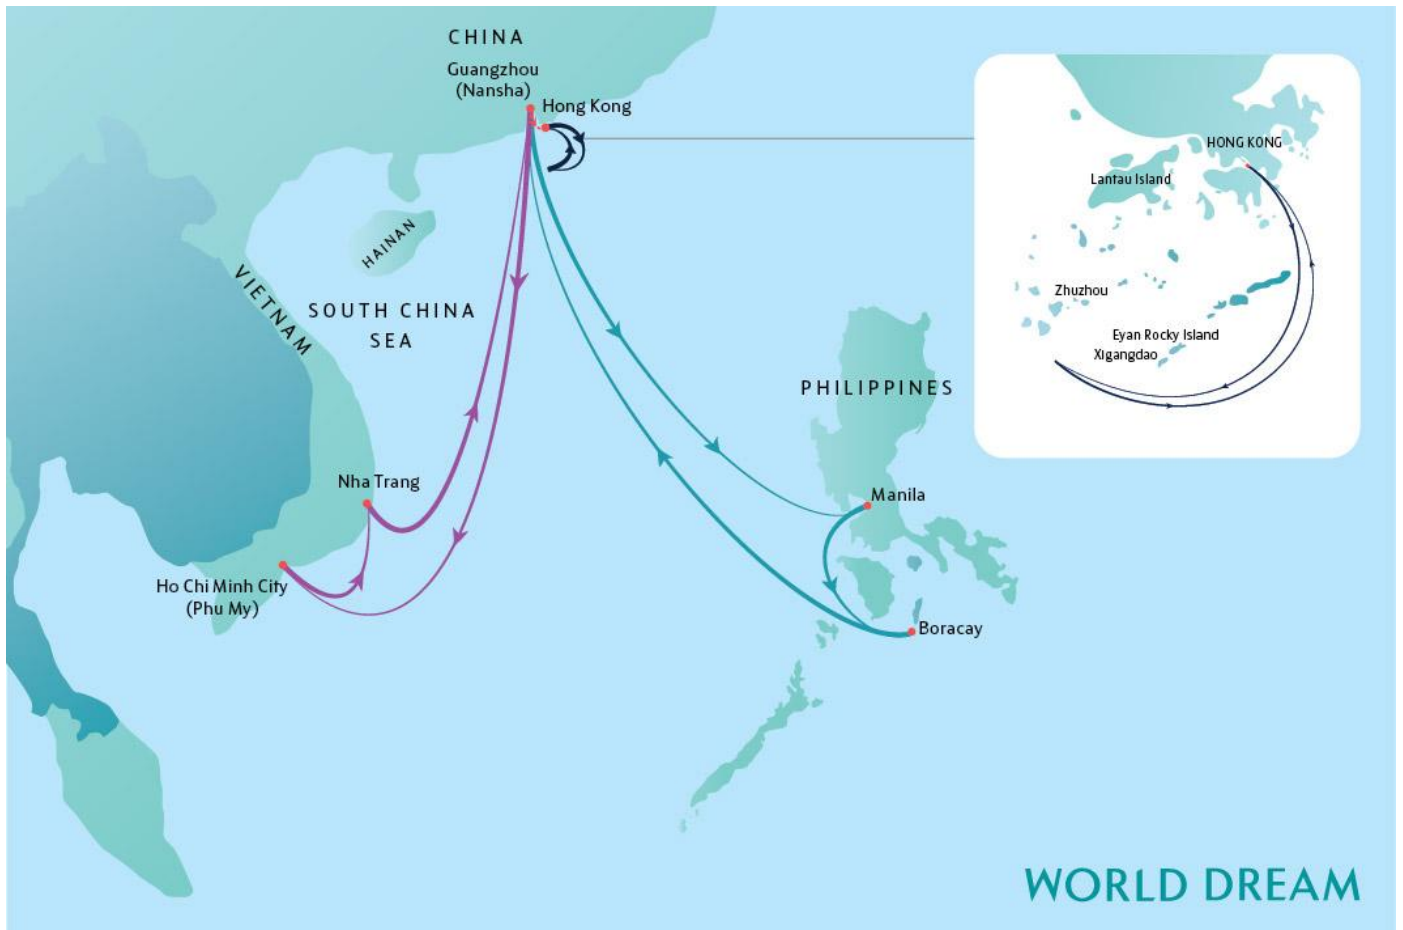 CHINA
Guangzhou
(Nansha)
Hong Kong
HONG KONG
Lantau Island
HAINAN
VIETNAM
SOUTH CHINA
SEA
Zhuzhou
Eyan Rocky Island
Xigangdao
PHILIPPINES
Nha Trang
Manila
Ho Chi Minh City
(Phu My)
Boracay
WORLD DREAM